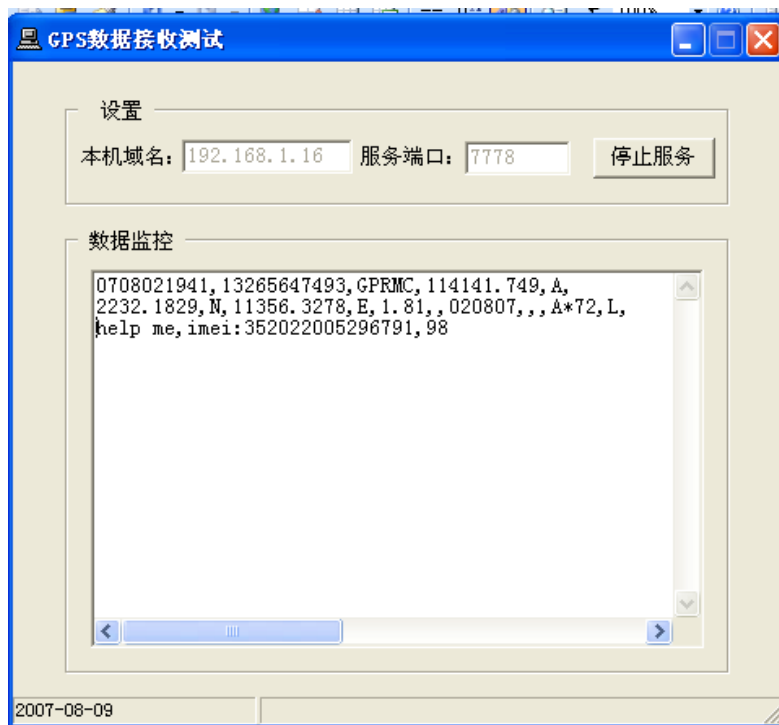 GPS数据接收测试
设置
本机域名: 192.168.1.16 服务端口: 7778 停止服务
数据监控
0708021941,13265647493,GPRMC,114141.749,A,
2232.1829,N,11356.3278,E,1.81,,020807,,,A*72,L,
help me,imei:352022005296791,98
2007-08-09